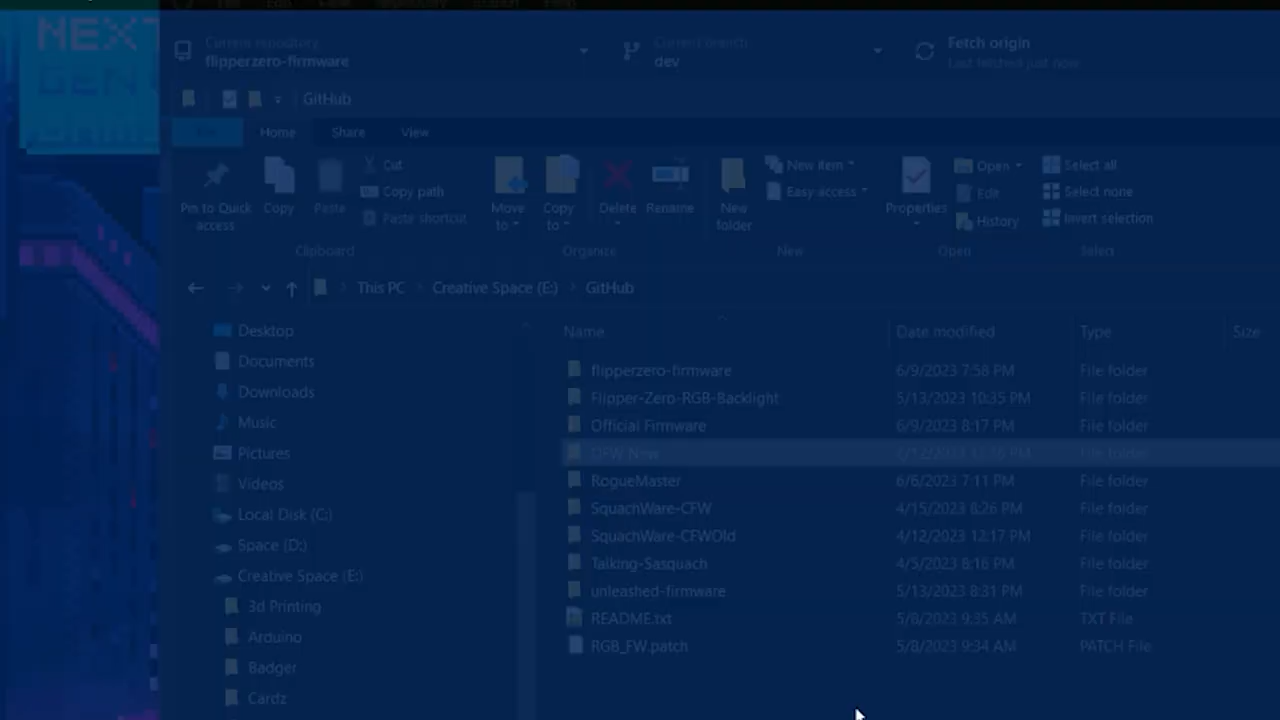 NEXT
GEN
Current repository
flipperzero-firmware
Current branch
dev
Fetch origin
Last fetched just now
GitHub
Home
Share
View
Pin to Quick access
Copy
Paste
Cut
Copy path
Paste shortcut
Move to
Copy to
Delete
Rename
New folder
New item
Easy access
Properties
Open
Edit
History
Select all
Select none
Invert selection
Clipboard
Organize
New
Open
Select
This PC
Creative Space (E:)
GitHub
Desktop
Documents
Downloads
Music
Pictures
Videos
Local Disk (C:)
Space (D:)
Creative Space (E:)
3d Printing
Arduino
Badger
Cardz
Name Date modified Type Size
flipperzero-firmware 6/9/2023 7:58 PM File folder
Flipper-Zero-RGB-Backlight 5/13/2023 10:35 PM File folder
Official Firmware 6/9/2023 8:17 PM File folder
OFW New File folder
RogueMaster 6/6/2023 7:11 PM File folder
SquachWare-CFW 4/15/2023 8:26 PM File folder
SquachWare-CFWOld 4/12/2023 12:17 PM File folder
Talking-Sasquach 4/5/2023 8:16 PM File folder
unleashed-firmware 5/13/2023 8:31 PM File folder
README.txt 5/8/2023 9:35 AM TXT File
RGB_FW.patch 5/8/2023 9:34 AM PATCH File